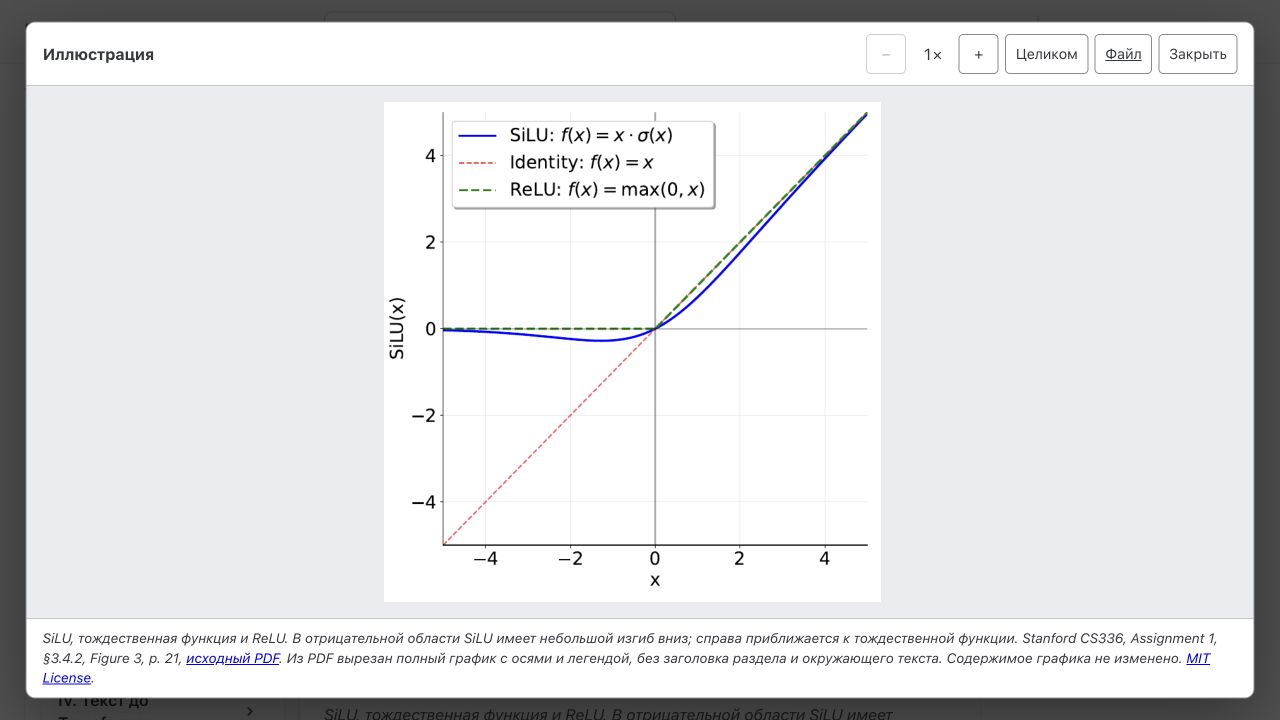 Иллюстрация
−
1×
+
Целиком
Файл
Закрыть
SiLU: f(x) = x · σ(x)
Identity: f(x) = x
ReLU: f(x) = max(0, x)
4
2
0
−2
−4
SiLU(x)
−4
−2
0
2
4
x
SiLU, тождественная функция и ReLU. В отрицательной области SiLU имеет небольшой изгиб вниз; справа приближается к тождественной функции. Stanford CS336, Assignment 1,
§3.4.2, Figure 3, p. 21, исходный PDF. Из PDF вырезан полный график с осями и легендой, без заголовка раздела и окружающего текста. Содержимое графика не изменено. MIT
License.
IV. Текст до
SiLU, тождественная функция и ReLU. В отрицательной области SiLU имеет